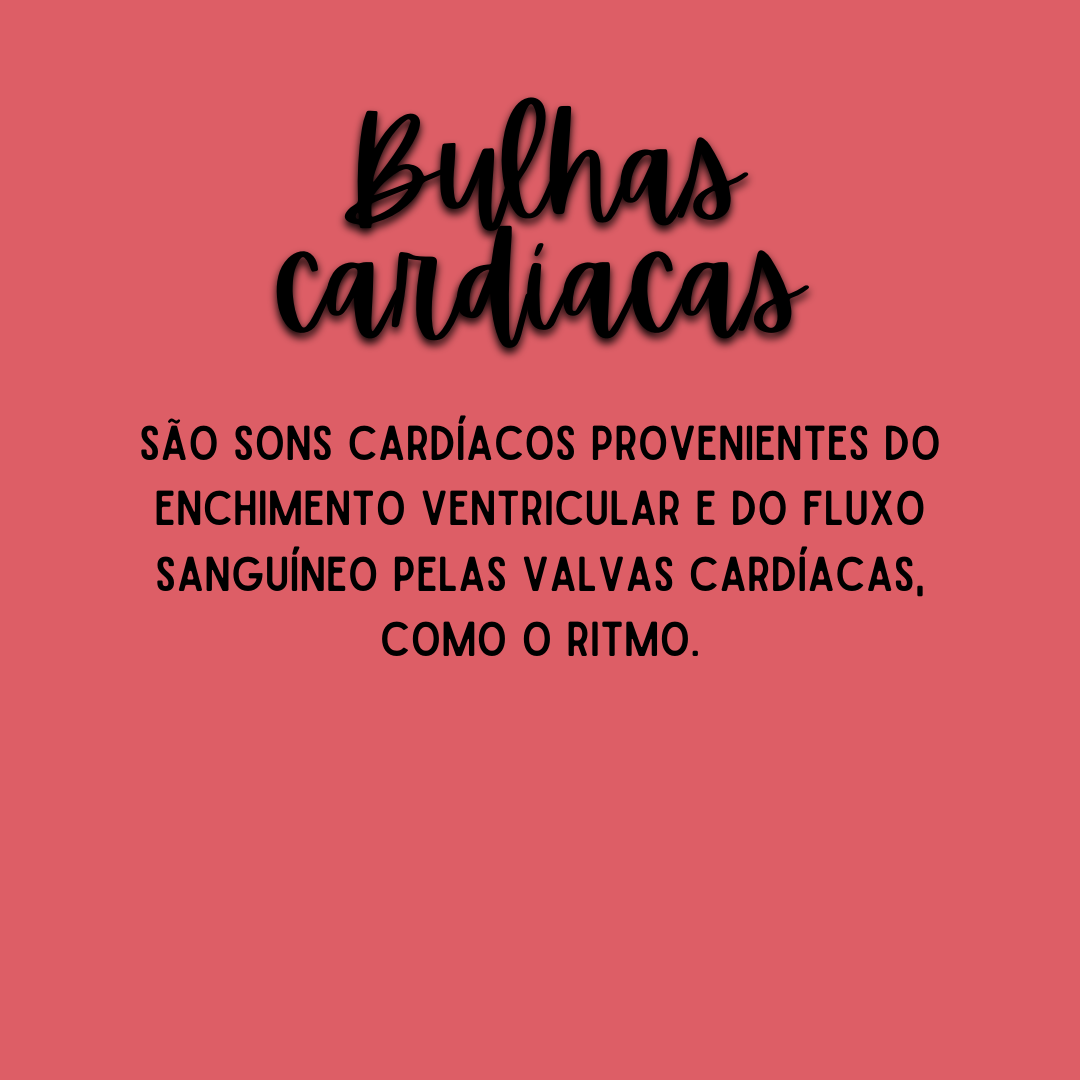 Bulhas
cardíacas
SÃO SONS CARDÍACOS PROVENIENTES DO
ENCHIMENTO VENTRICULAR E DO FLUXO
SANGUÍNEO PELAS VALVAS CARDÍACAS,
COMO O RITMO.